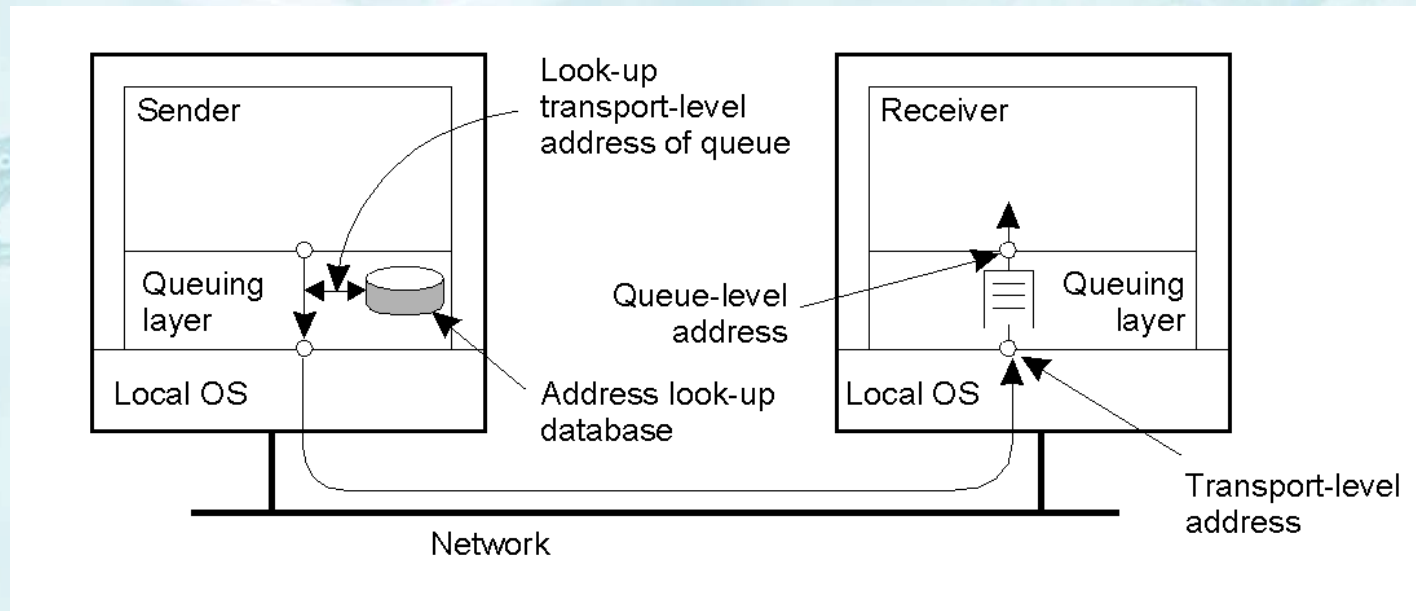 Sender
Look-up
transport-level
address of queue
Receiver
Queuing
layer
Queue-level
address
Queuing
layer
Local OS
Address look-up
database
Local OS
Transport-level
address
Network